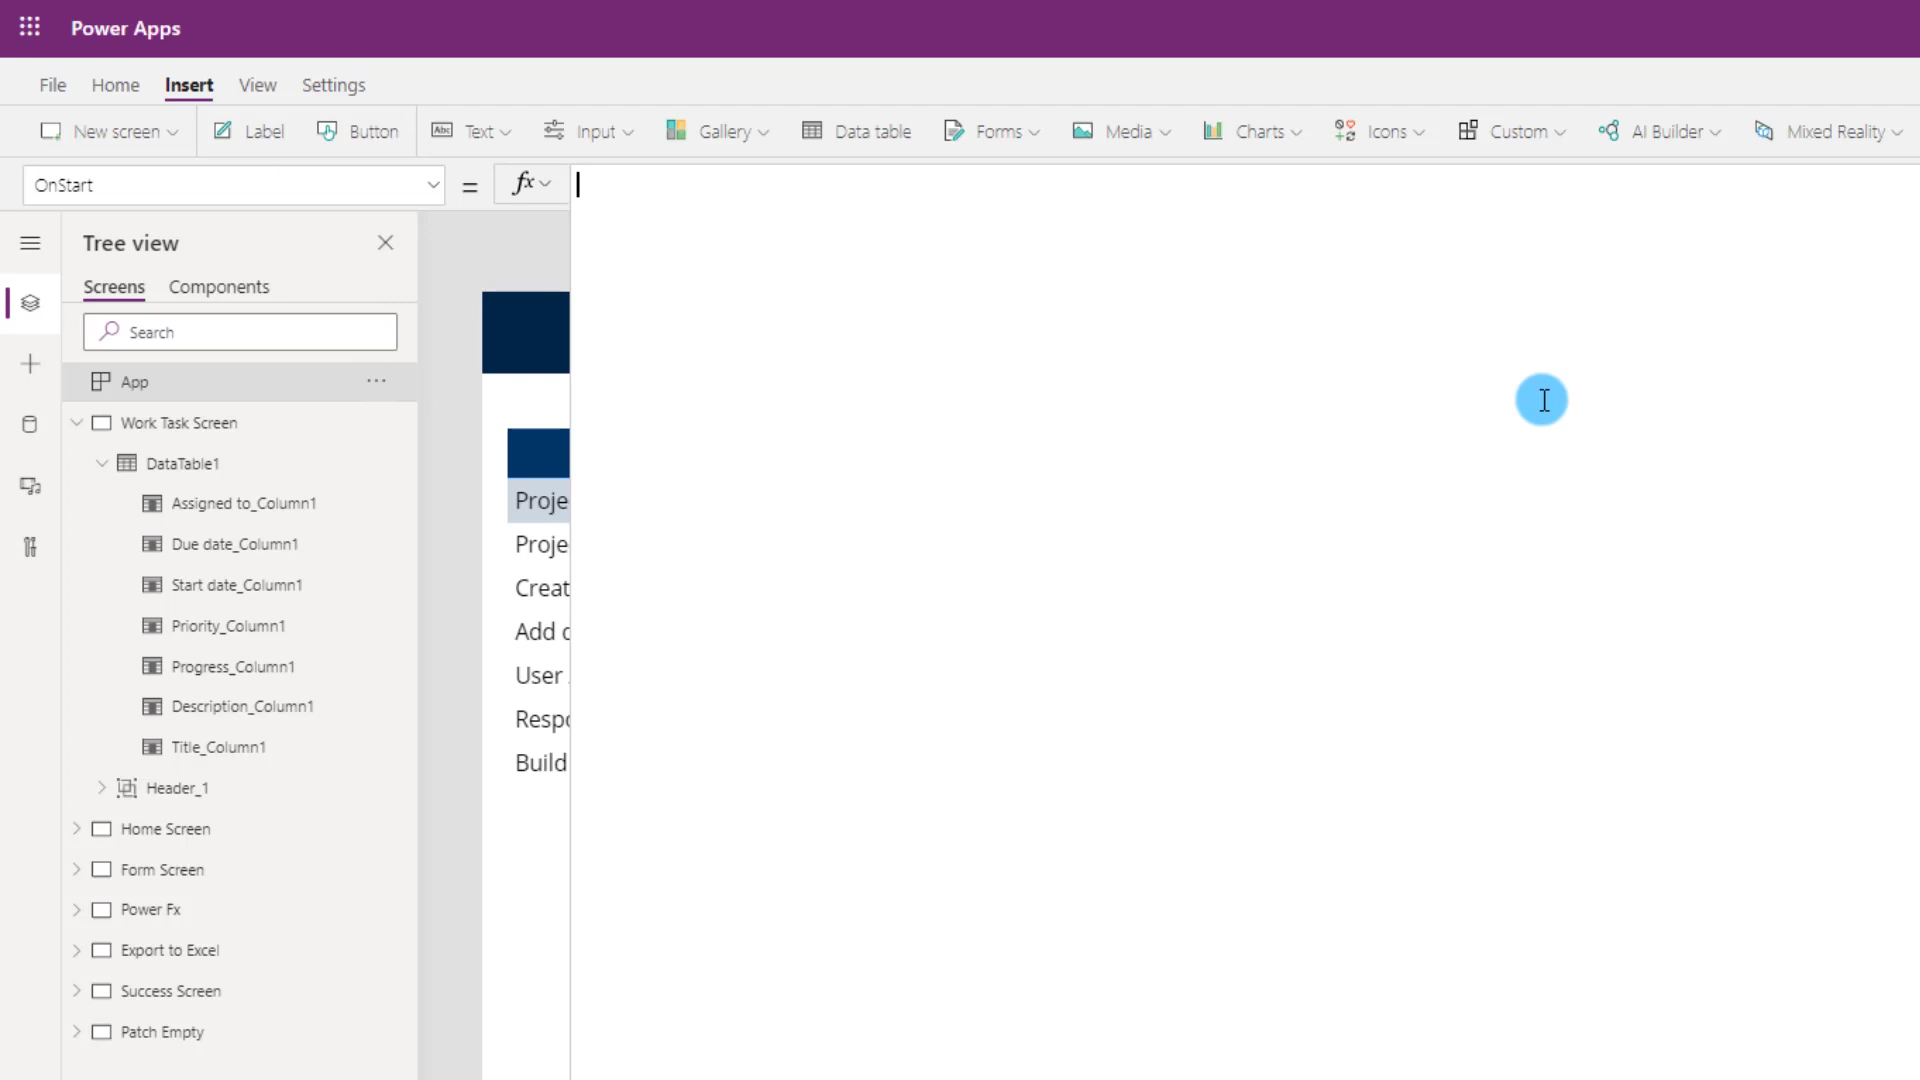 Power Apps
File Home Insert View Settings
New screen Label Button Abc Text Input Gallery Data table Forms Media Charts Icons Custom AI Builder Mixed Reality
OnStart = fx
Tree view
Screens Components
Search
App ...
Work Task Screen
DataTable1
Assigned to_Column1
Due date_Column1
Start date_Column1
Priority_Column1
Progress_Column1
Description_Column1
Title_Column1
Header_1
Home Screen
Form Screen
Power Fx
Export to Excel
Success Screen
Patch Empty
Proje
Proje
Creat
Add
User
Resp
Build